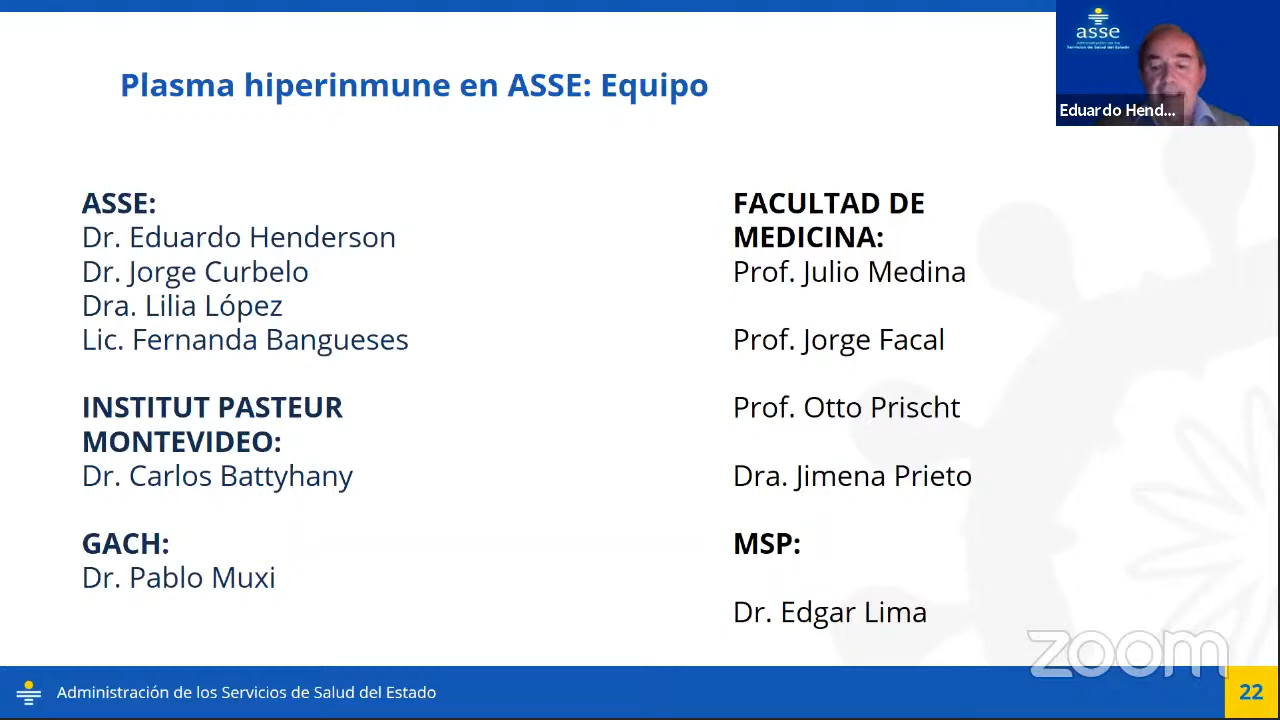 Plasma hiperinmune en ASSE: Equipo
asse
Eduardo Hend...
ASSE:
Dr. Eduardo Henderson
Dr. Jorge Curbelo
Dra. Lilia López
Lic. Fernanda Bangueses
INSTITUT PASTEUR
MONTEVIDEO:
Dr. Carlos Battyhany
GACH:
Dr. Pablo Muxi
FACULTAD DE
MEDICINA:
Prof. Julio Medina
Prof. Jorge Facal
Prof. Otto Prischt
Dra. Jimena Prieto
MSP:
Dr. Edgar Lima
zoom
Administración de los Servicios de Salud del Estado
22